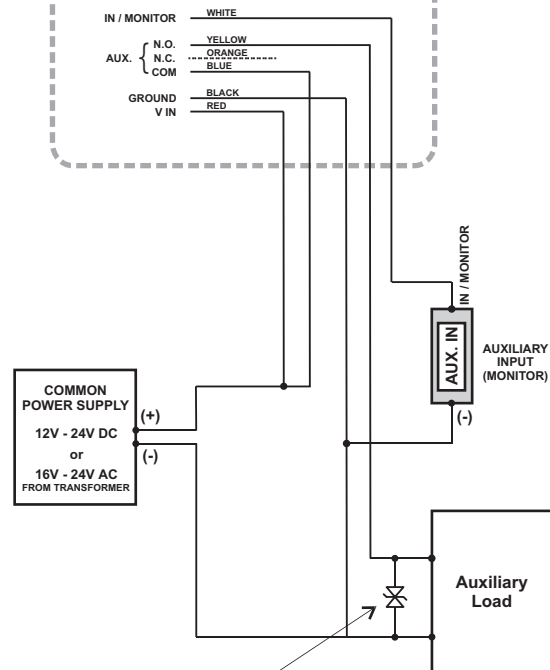 IN / MONITOR WHITE
N.O. YELLOW
AUX. { N.C. ORANGE
COM BLUE
GROUND BLACK
V IN RED
IN / MONITOR
AUX. IN
AUXILIARY
INPUT
(MONITOR)
(-)
COMMON
POWER SUPPLY
12V - 24V DC
or
16V - 24V AC
FROM TRANSFORMER
(+)
(-)
Auxiliary
Load